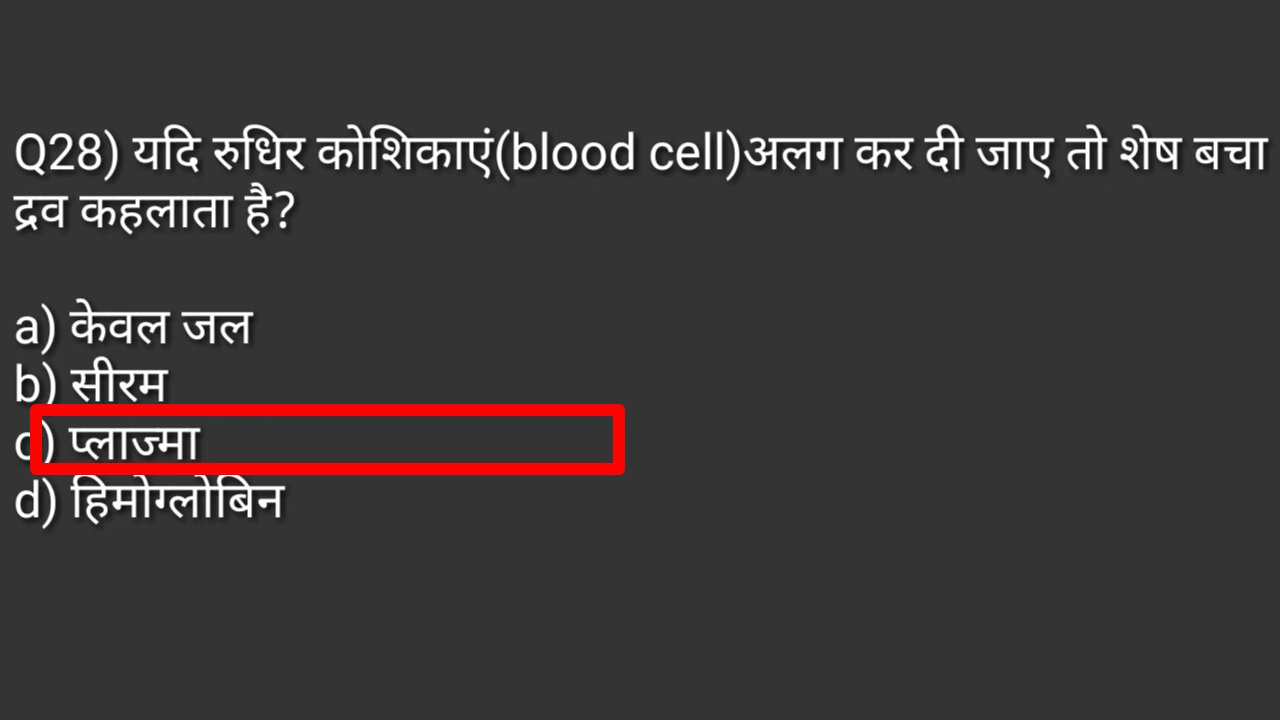 Q28) यदि रुधिर कोशिकाएं(blood cell)अलग कर दी जाए तो शेष बचा
द्रव कहलाता है?
a) केवल जल
b) सीरम
c) प्लाज्मा
d) हिमोग्लोबिन